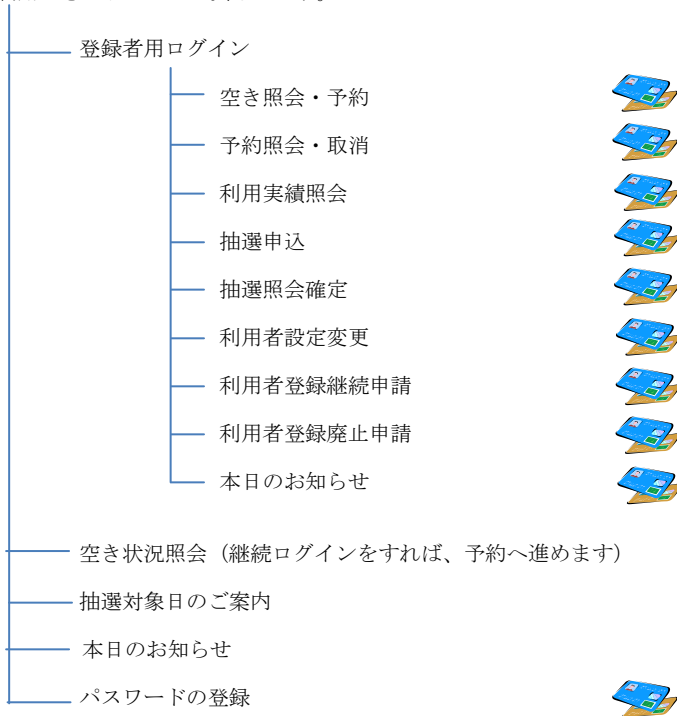 登録者用ログイン
空き照会・予約
予約照会・取消
利用実績照会
抽選申込
抽選照会確定
利用者設定変更
利用者登録継続申請
利用者登録廃止申請
本日のお知らせ
空き状況照会（継続ログインをすれば、予約へ進めます）
抽選対象日のご案内
本日のお知らせ
パスワードの登録